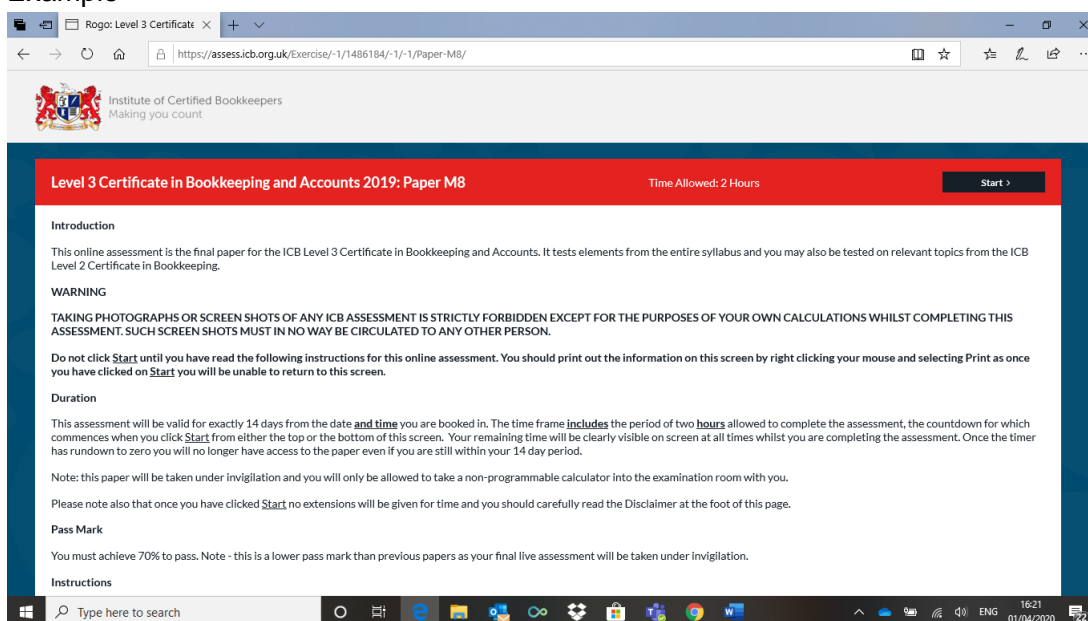 Example
Rogo: Level 3 Certificate
https://assess.icb.org.uk/Exercise/-1/1486184/-1/-1/Paper-M8/
Institute of Certified Bookkeepers
Making you count
Level 3 Certificate in Bookkeeping and Accounts 2019: Paper M8 Time Allowed: 2 Hours Start >
Introduction
This online assessment is the final paper for the ICB Level 3 Certificate in Bookkeeping and Accounts. It tests elements from the entire syllabus and you may also be tested on relevant topics from the ICB
Level 2 Certificate in Bookkeeping.
WARNING
TAKING PHOTOGRAPHS OR SCREEN SHOTS OF ANY ICB ASSESSMENT IS STRICTLY FORBIDDEN EXCEPT FOR THE PURPOSES OF YOUR OWN CALCULATIONS WHILST COMPLETING THIS
ASSESSMENT. SUCH SCREEN SHOTS MUST IN NO WAY BE CIRCULATED TO ANY OTHER PERSON.
Do not click Start until you have read the following instructions for this online assessment. You should print out the information on this screen by right clicking your mouse and selecting Print as once
you have clicked on Start you will be unable to return to this screen.
Duration
This assessment will be valid for exactly 14 days from the date and time you are booked in. The time frame includes the period of two hours allowed to complete the assessment, the countdown for which
commences when you click Start from either the top or the bottom of this screen. Your remaining time will be clearly visible on screen at all times whilst you are completing the assessment. Once the timer
has rundown to zero you will no longer have access to the paper even if you are still within your 14 day period.
Note: this paper will be taken under invigilation and you will only be allowed to take a non-programmable calculator into the examination room with you.
Please note also that once you have clicked Start no extensions will be given for time and you should carefully read the Disclaimer at the foot of this page.
Pass Mark
You must achieve 70% to pass. Note - this is a lower pass mark than previous papers as your final live assessment will be taken under invigilation.
Instructions
Type here to search
ENG 16:21
01/04/2020
22